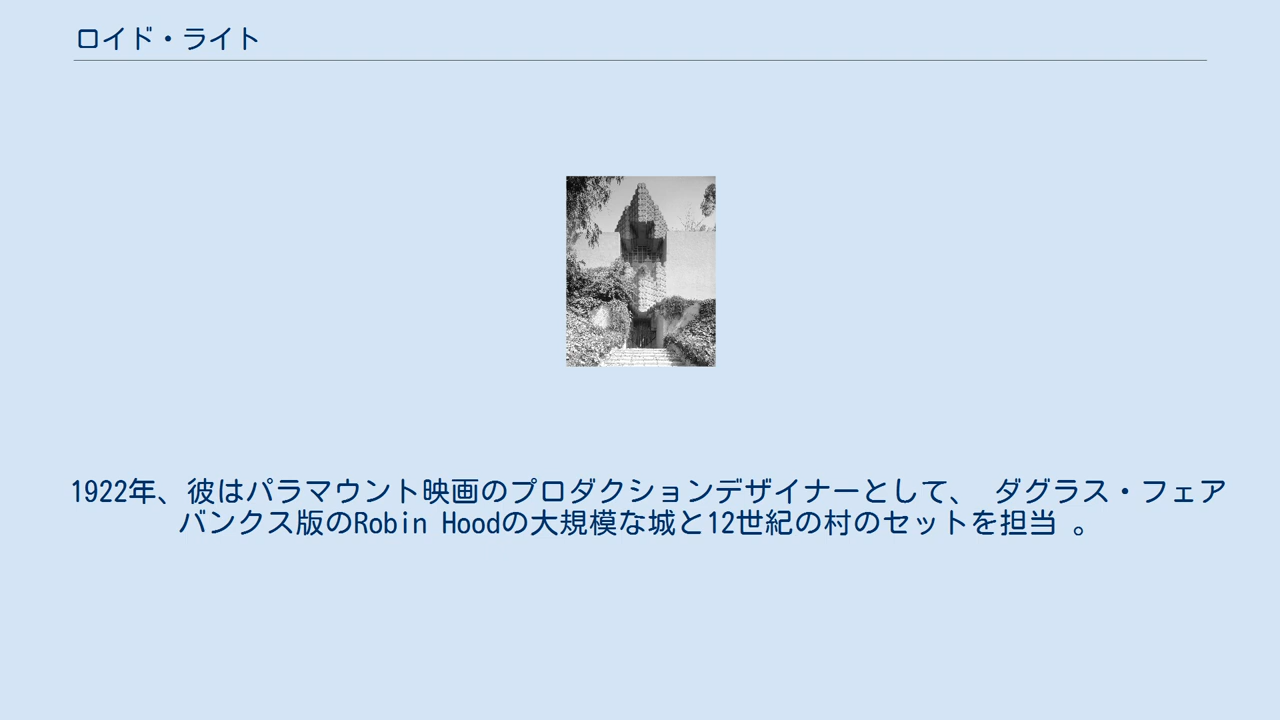 ロイド・ライト
1922年、彼はパラマウント映画のプロダクションデザイナーとして、 ダグラス・フェア
バンクス版のRobin Hoodの大規模な城と12世紀の村のセットを担当 。